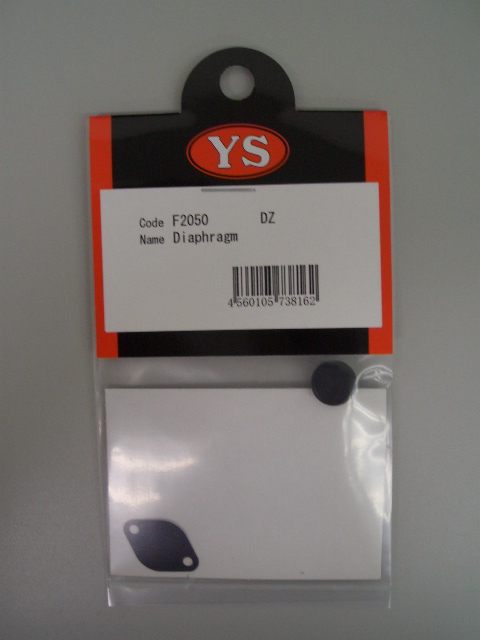 YS
Code F2050 DZ
Name Diaphragm
4 560105 738162